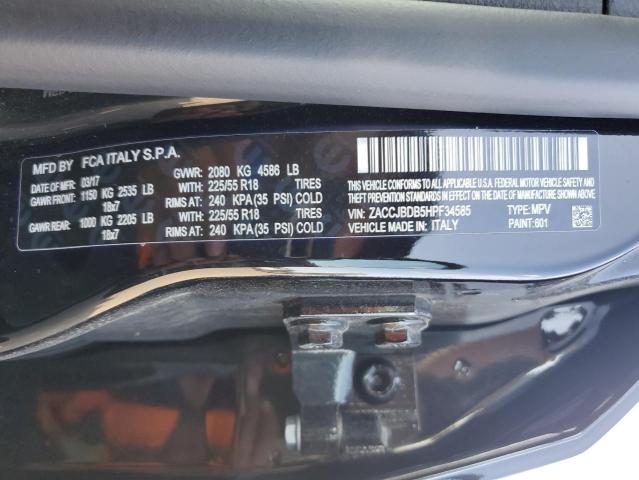 MFD BY FCA ITALY S.P.A.
DATE OF MFD: 03/17
GVWR: 2080 KG 4586 LB
GAWR FRONT: 1150 KG 2535 LB
18x7
WITH: 225/55 R18 TIRES
RIMS AT: 240 KPA (35 PSI) COLD
GAWR REAR: 1000 KG 2205 LB
18x7
WITH: 225/55 R18 TIRES
RIMS AT: 240 KPA (35 PSI) COLD
THIS VEHICLE CONFORMS TO ALL APPLICABLE
FEDERAL MOTOR VEHICLE SAFETY, BUMPER,
AND THEFT PREVENTION STANDARDS IN
EFFECT ON THE DATE OF MANUFACTURE
SHOWN ABOVE.
VIN: ZACCJBDB5HPF34585
TYPE: MPV
VEHICLE MADE IN: ITALY
PAINT: 601